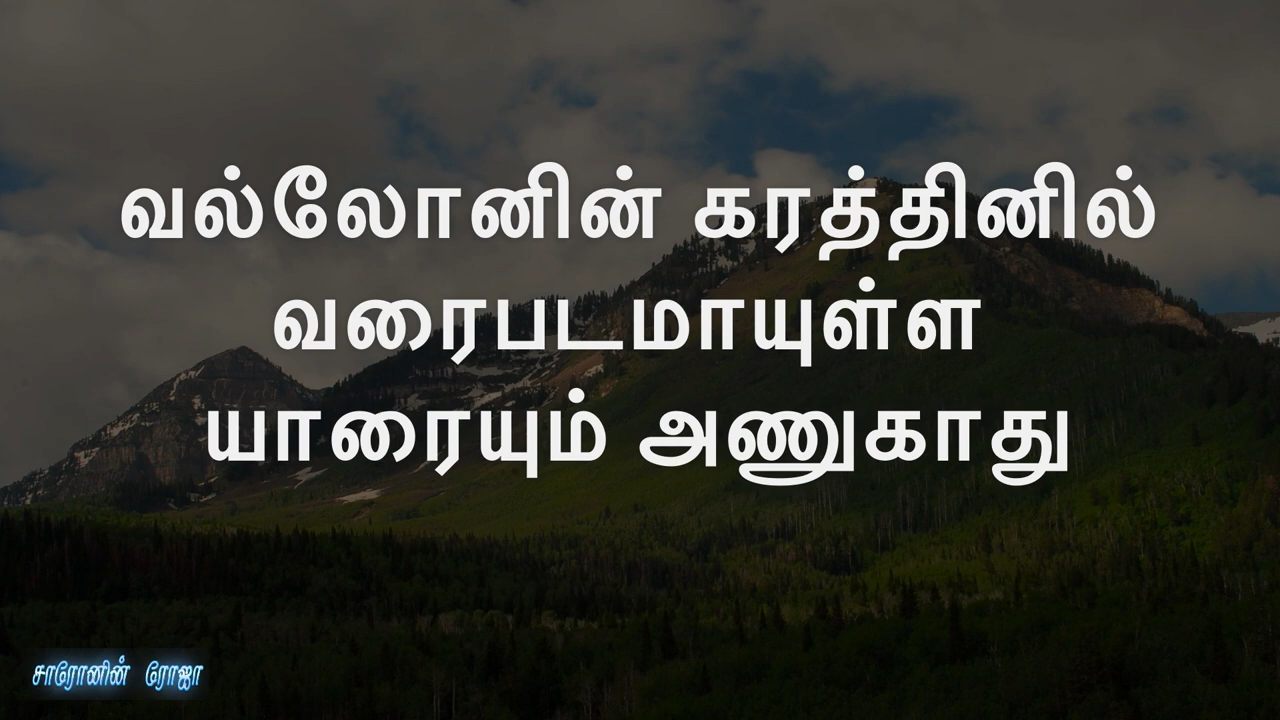 வல்லோனின் கரத்தினில்
வரைபடமாயுள்ள
யாரையும் அணுகாது
சாரோனின் ரோஜா